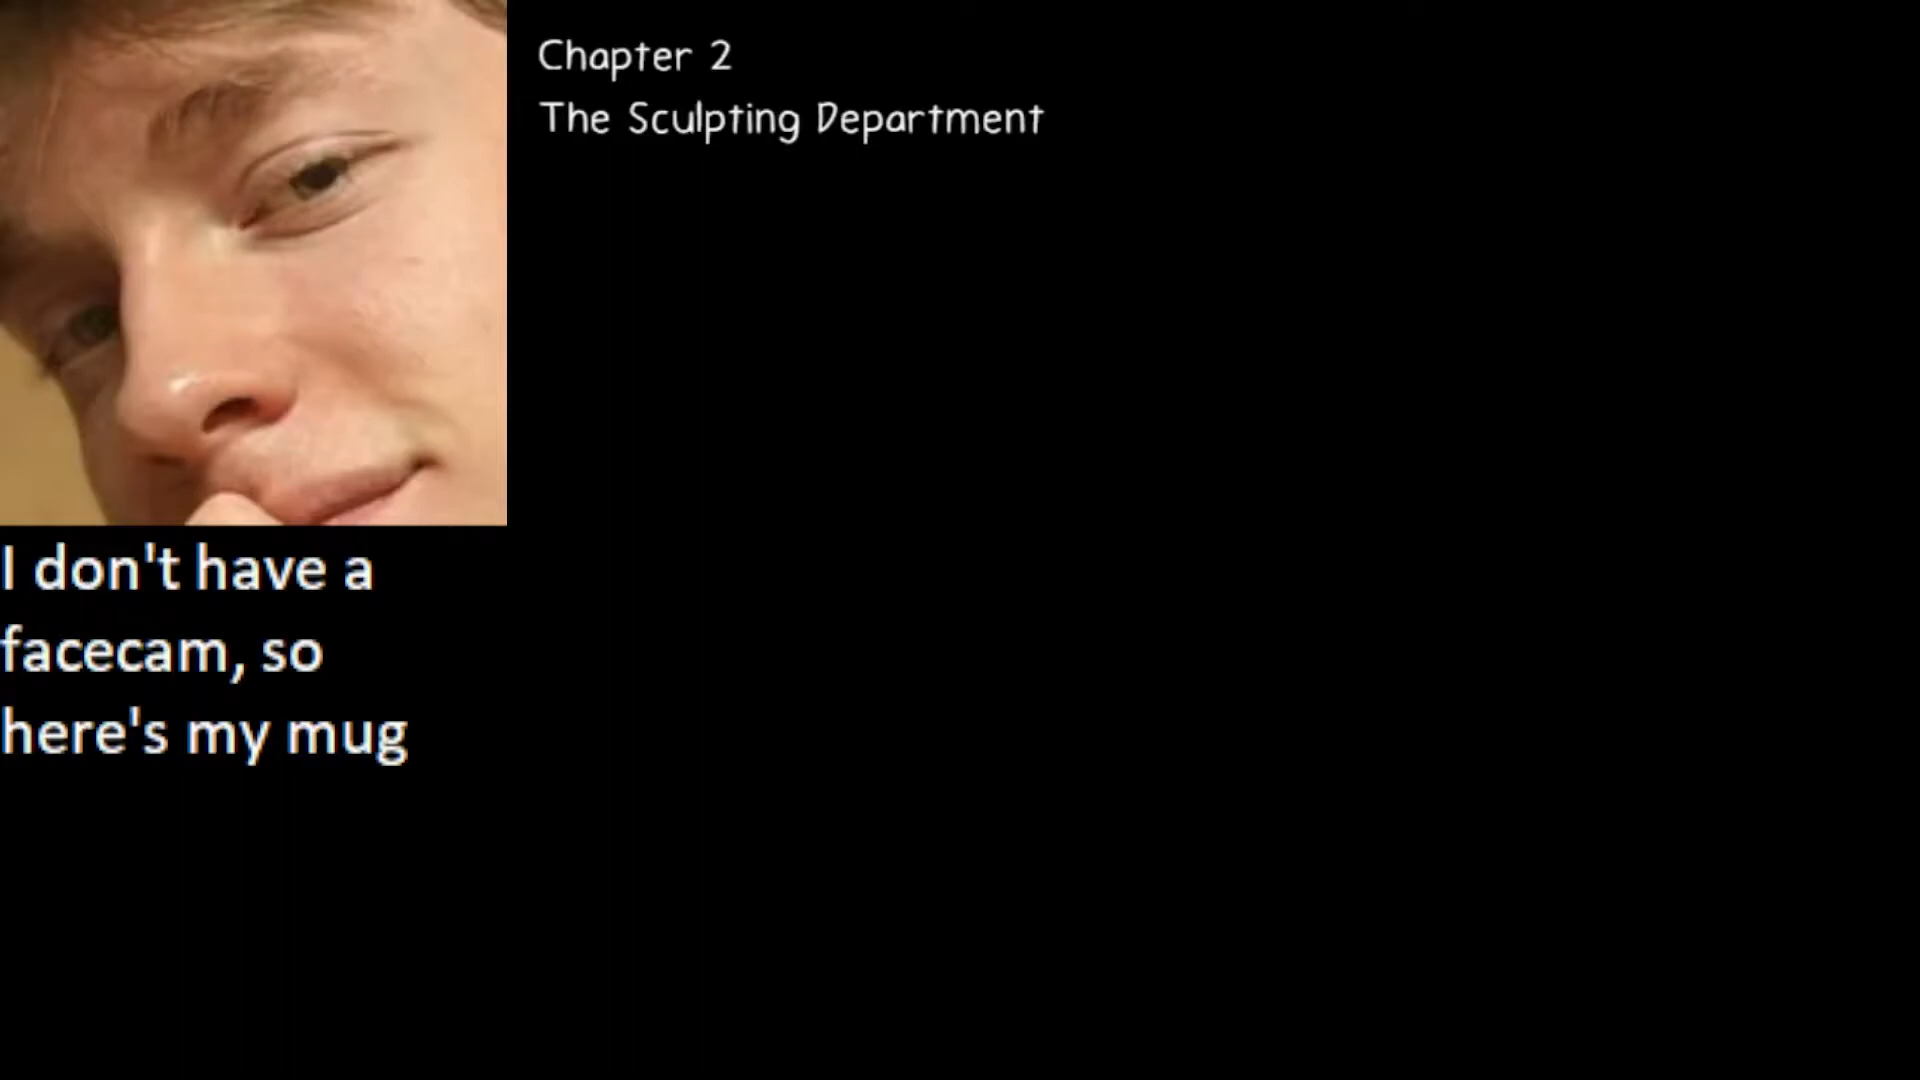 Chapter 2
The Sculpting Department
I don't have a
facecam, so
here's my mug